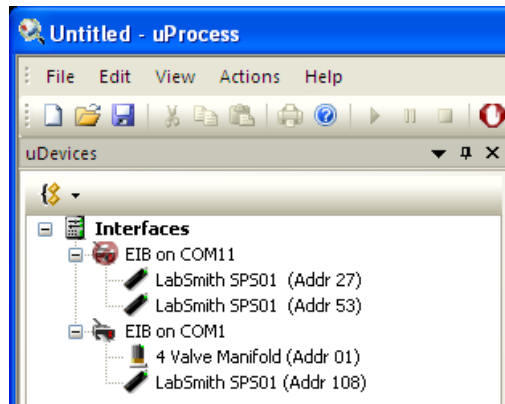 Untitled - uProcess
File Edit View Actions Help
uDevices
Interfaces
EIB on COM11
LabSmith SPS01 (Addr 27)
LabSmith SPS01 (Addr 53)
EIB on COM1
4 Valve Manifold (Addr 01)
LabSmith SPS01 (Addr 108)